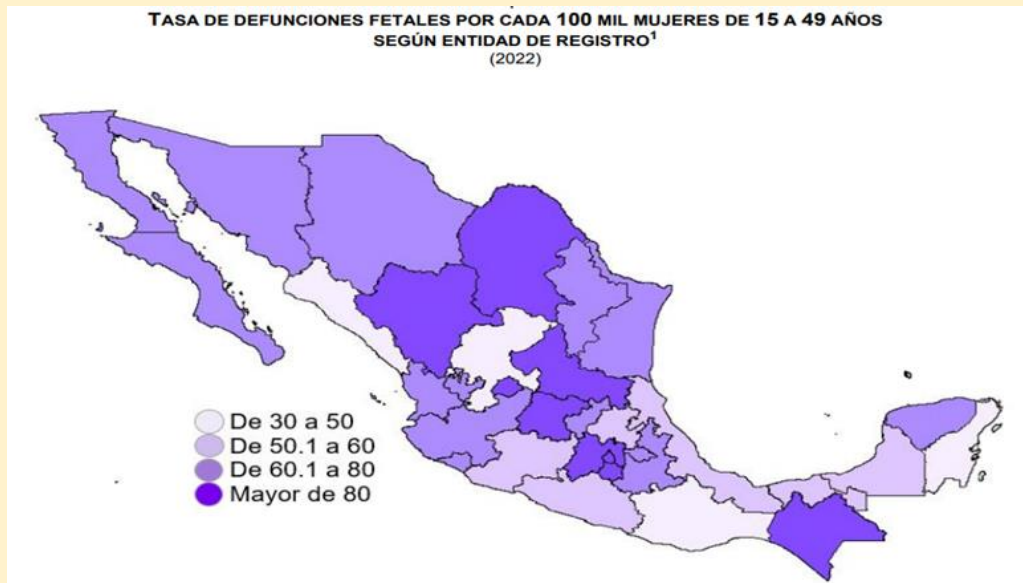 TASA DE DEFUNCIONES FETALES POR CADA 100 MIL MUJERES DE 15 A 49 AÑOS
SEGÚN ENTIDAD DE REGISTRO¹
(2022)
De 30 a 50
De 50.1 a 60
De 60.1 a 80
Mayor de 80